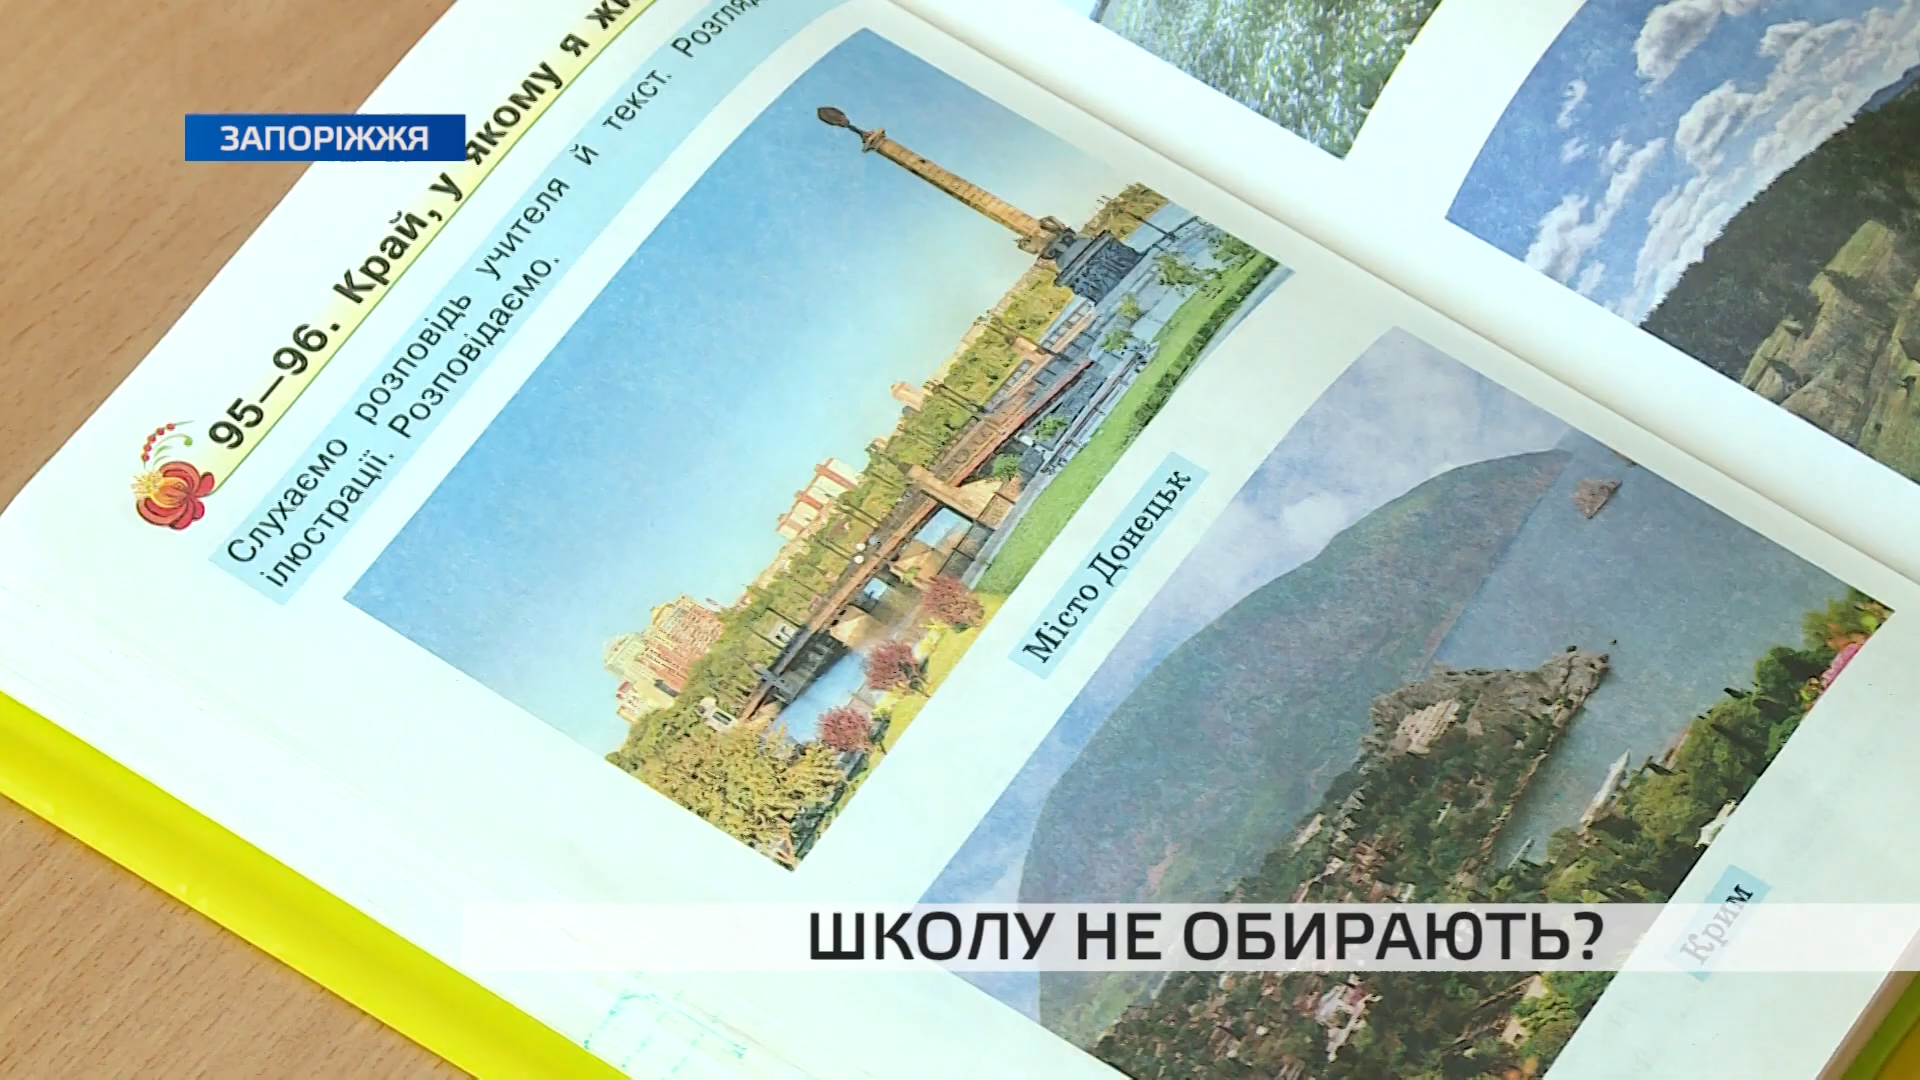 ЗАПОРІЖЖЯ
95–96. Край, у якому я
Слухаємо розповідь учителя й текст.
ілюстрації. Розповідаємо.
Місто Донецьк
Крим
ШКОЛУ НЕ ОБИРАЮТЬ?